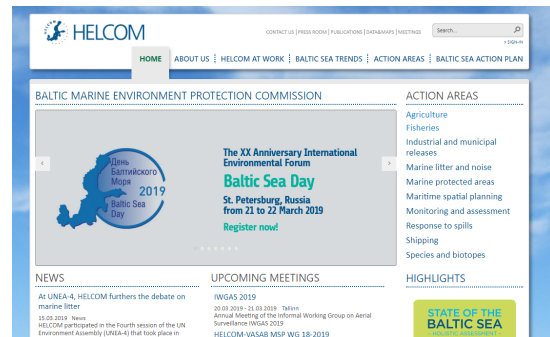 HELCOM
CONTACT US | PRESS ROOM | PUBLICATIONS | DATA&MAPS | MEETINGS
Search...
> SIGN-IN
HOME
ABOUT US
HELCOM AT WORK
BALTIC SEA TRENDS
ACTION AREAS
BALTIC SEA ACTION PLAN
BALTIC MARINE ENVIRONMENT PROTECTION COMMISSION
День
Балтийского
Моря
2019
Baltic Sea
Day
The XX Anniversary International
Environmental Forum
Baltic Sea Day
St. Petersburg, Russia
from 21 to 22 March 2019
Register now!
NEWS
At UNEA-4, HELCOM furthers the debate on
marine litter
15.03.2019 News
HELCOM participated in the Fourth session of the UN
Environment Assembly (UNEA-4) that took place in
UPCOMING MEETINGS
IWGAS 2019
20.03.2019 - 21.03.2019 Tallinn
Annual Meeting of the Informal Working Group on Aerial
Surveillance IWGAS 2019
HELCOM-VASAB MSP WG 18-2019
ACTION AREAS
Agriculture
Fisheries
Industrial and municipal
releases
Marine litter and noise
Marine protected areas
Maritime spatial planning
Monitoring and assessment
Response to spills
Shipping
Species and biotopes
HIGHLIGHTS
STATE OF THE
BALTIC SEA
- HOLISTIC ASSESSMENT -